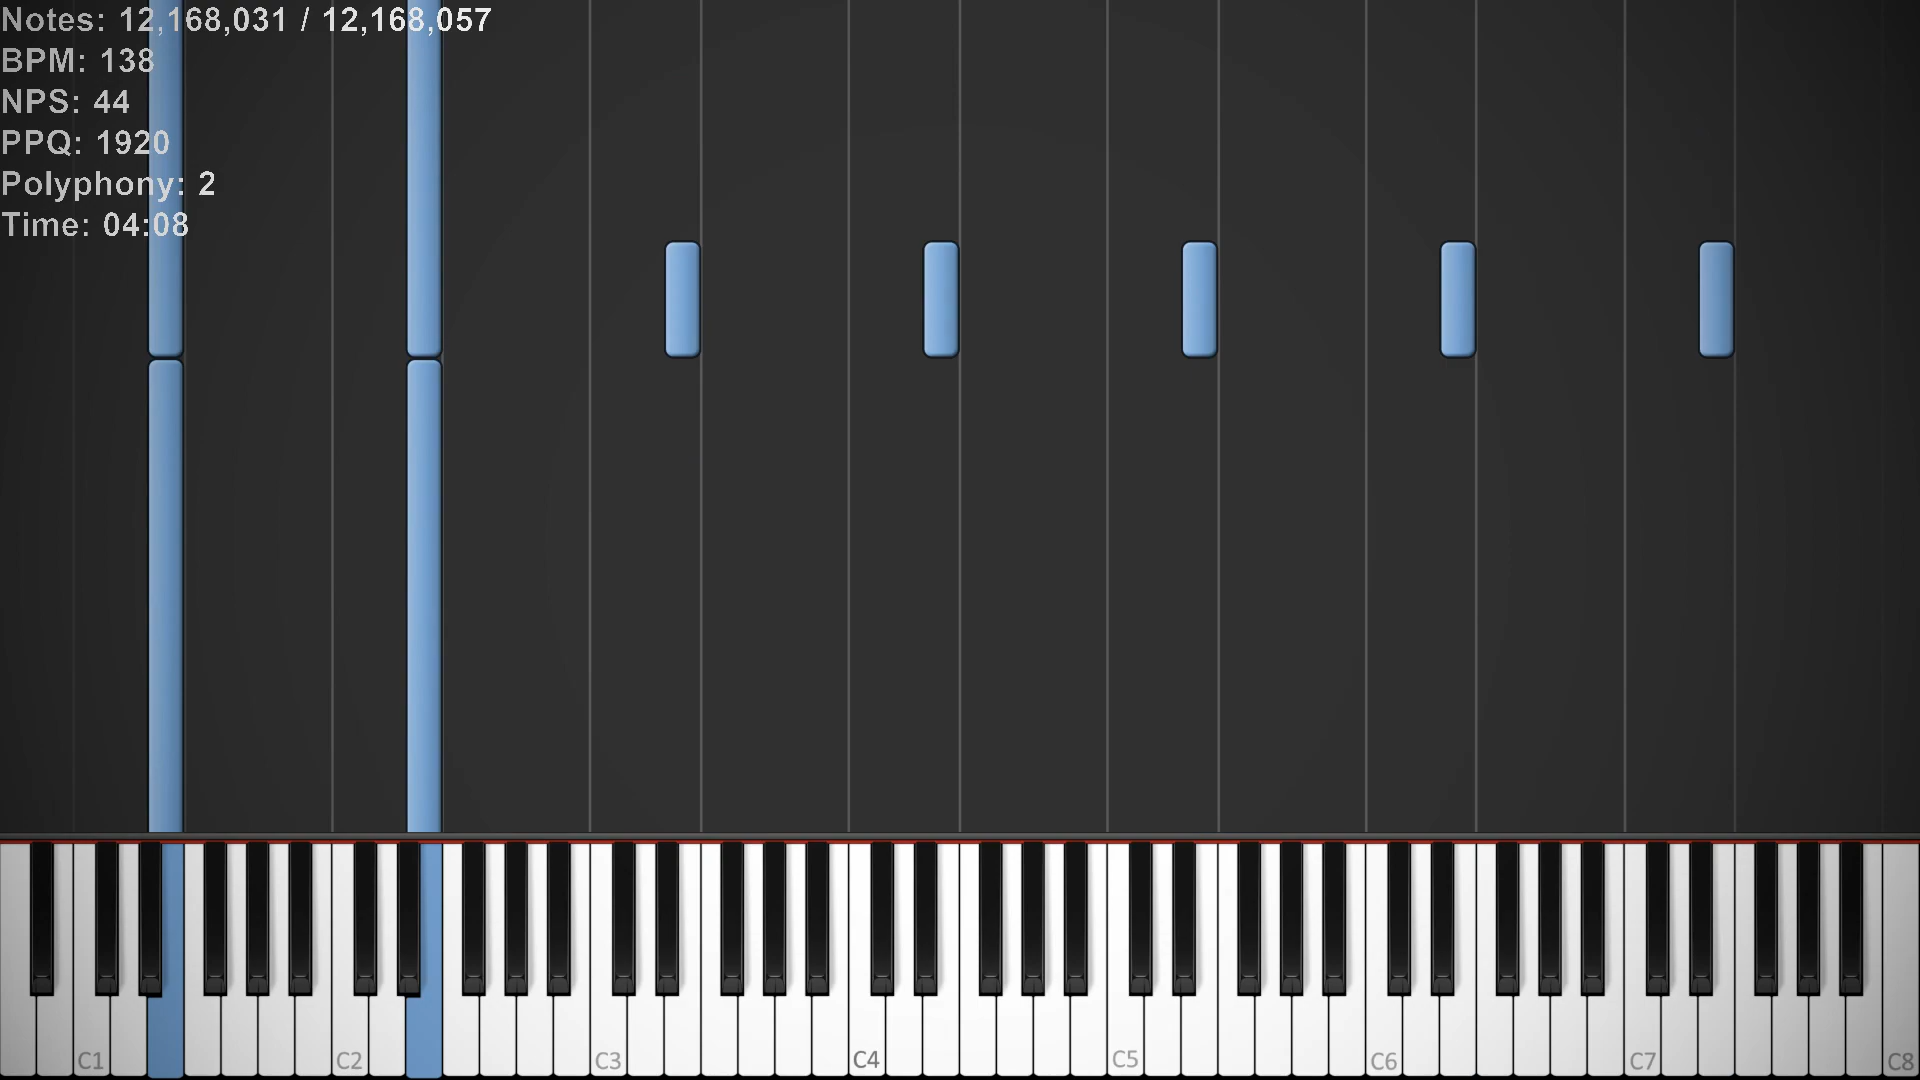 Notes: 12,168,031 / 12,168,057
BPM: 138
NPS: 44
PPQ: 1920
Polyphony: 2
Time: 04:08
C1 C2 C3 C4 C5 C6 C7 C8